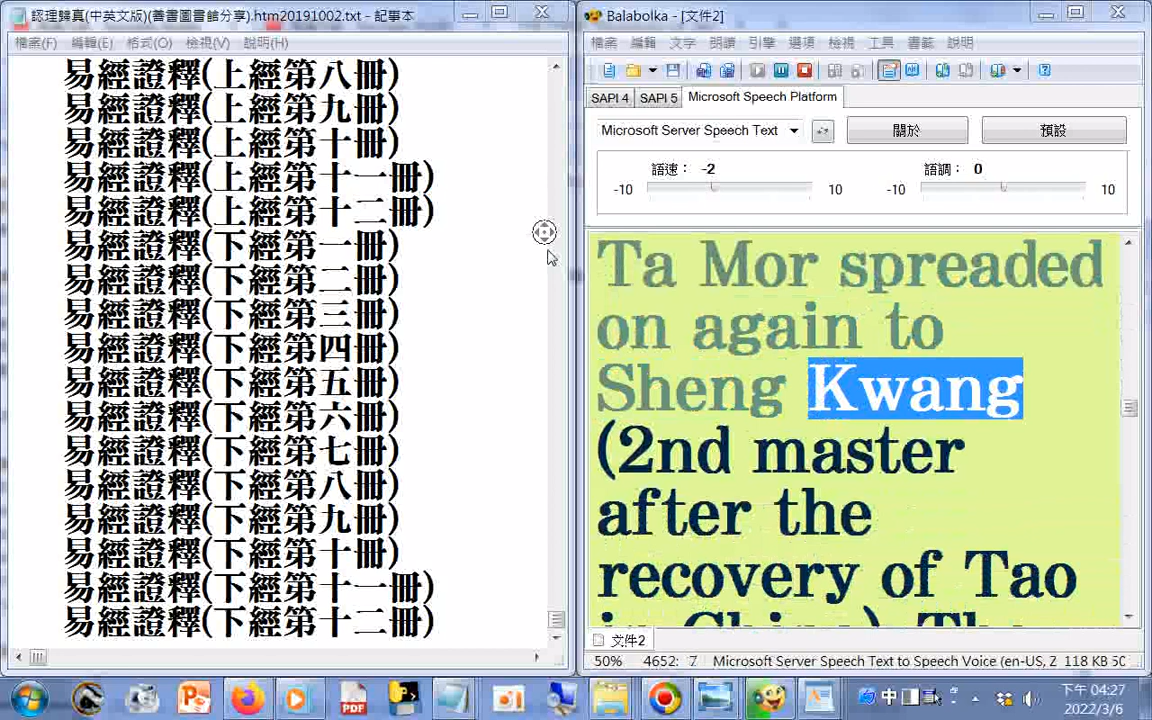 認理歸真(中英文版)(善書圖書館分享).htm20191002.txt - 記事本
檔案(F) 編輯(E) 格式(O) 檢視(V) 說明(H)
易經證釋(上經第八冊)
易經證釋(上經第九冊)
易經證釋(上經第十冊)
易經證釋(上經第十一冊)
易經證釋(上經第十二冊)
易經證釋(下經第一冊)
易經證釋(下經第二冊)
易經證釋(下經第三冊)
易經證釋(下經第四冊)
易經證釋(下經第五冊)
易經證釋(下經第六冊)
易經證釋(下經第七冊)
易經證釋(下經第八冊)
易經證釋(下經第九冊)
易經證釋(下經第十冊)
易經證釋(下經第十一冊)
易經證釋(下經第十二冊)
Balabolka - [文件2]
檔案 編輯 文字 朗讀 引擎 選項 檢視 工具 書籤 說明
SAPI 4 SAPI 5 Microsoft Speech Platform
Microsoft Server Speech Text 關於 預設
語速： -2 語調： 0
-10 10 -10 10
Ta Mor spreaded
on again to
Sheng Kwang
(2nd master
after the
recovery of Tao
in China) The
文件2
50% 4652: 7 Microsoft Server Speech Text to Speech Voice (en-US, Z 118 KB
PDF
中
下午 04:27
2022/3/6